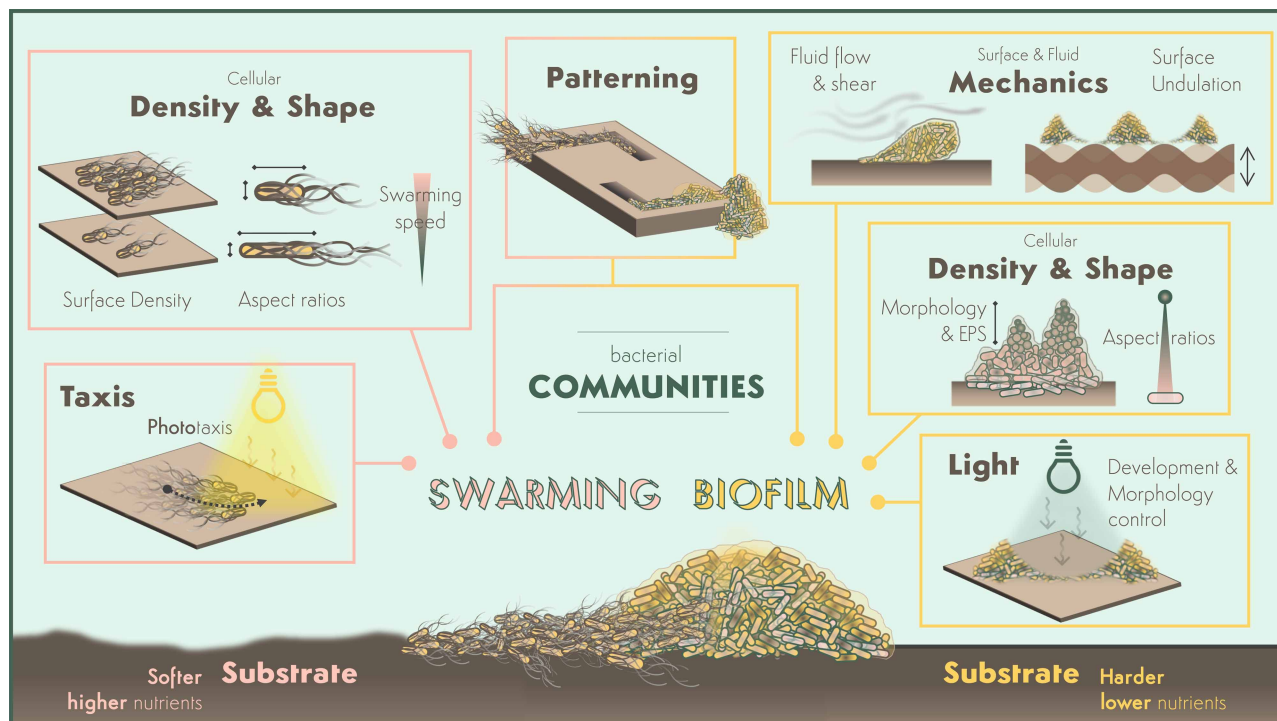 Cellular
Density & Shape
Swarming
speed
Surface Density
Aspect ratios
Patterning
Fluid flow
& shear
Surface & Fluid
Mechanics
Surface
Undulation
Cellular
Density & Shape
Morphology
& EPS
Aspect ratios
Taxis
Phototaxis
bacterial
COMMUNITIES
Light
Development &
Morphology
control
SWARMING
BIOFILM
Softer
higher nutrients
Substrate
Substrate
Harder
lower nutrients